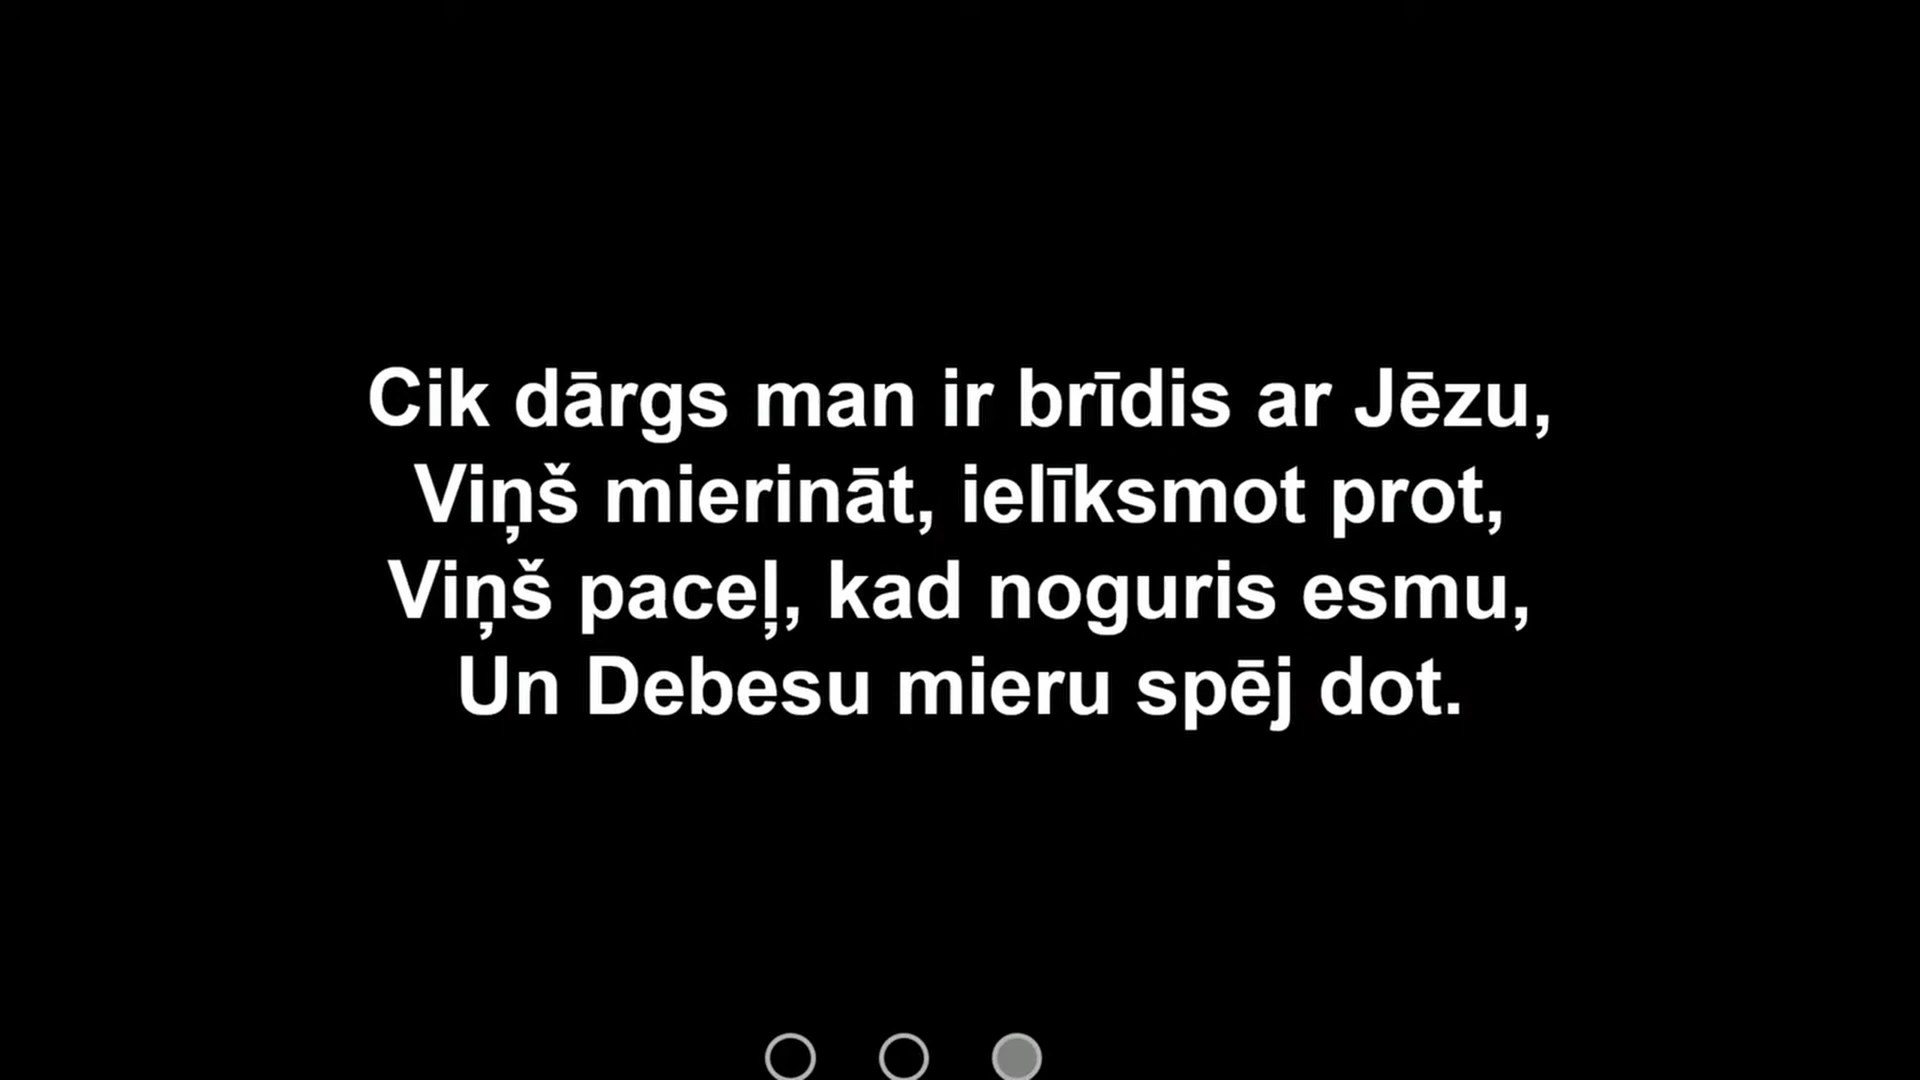 Cik dārgs man ir brīdis ar Jēzu,
Viņš mierināt, ielīksmot prot,
Viņš paceļ, kad noguris esmu,
Un Debesu mieru spēj dot.